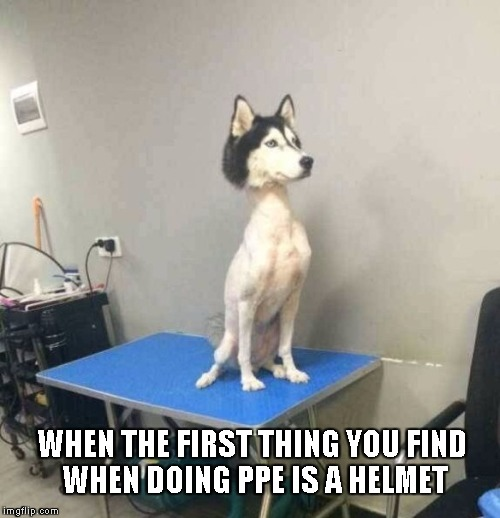 WHEN THE FIRST THING YOU FIND
WHEN DOING PPE IS A HELMET
imgflip.com